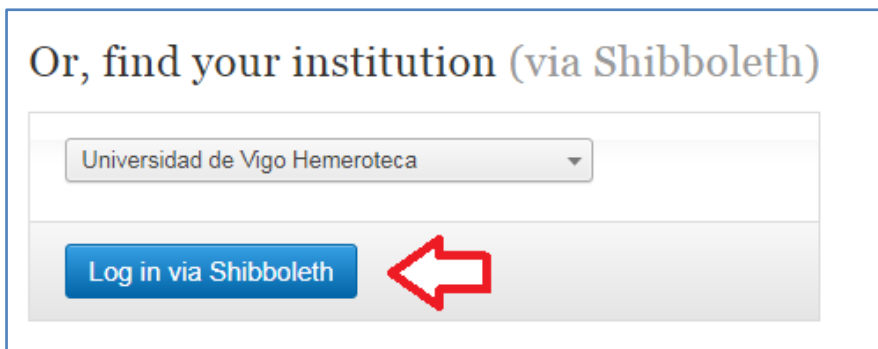 Or, find your institution (via Shibboleth)
Universidad de Vigo Hemeroteca
Log in via Shibboleth